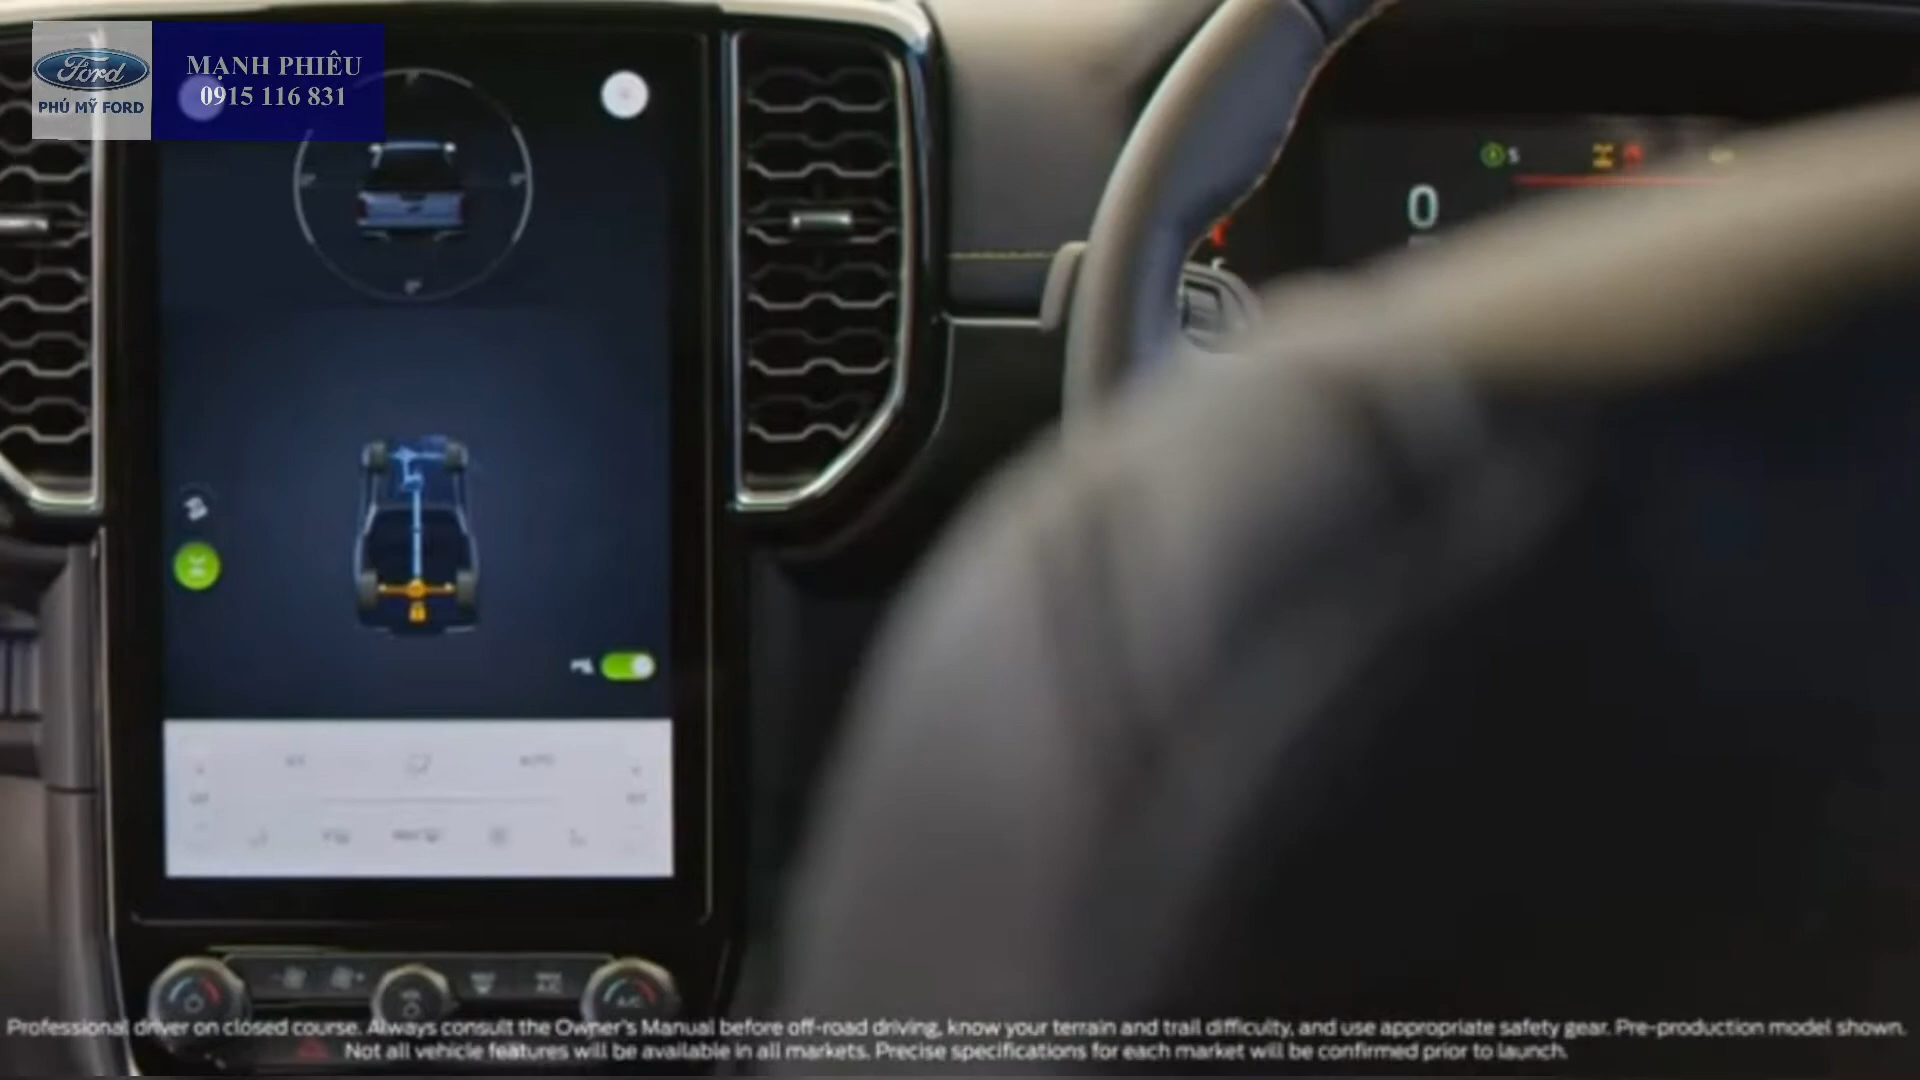 Ford
PHÚ MỸ FORD
MẠNH PHIÊU
0915 116 831
5
0
AUTO
A/C
Professional driver on closed course. Always consult the Owner's Manual before off-road driving, know your terrain and trail difficulty, and use appropriate safety gear. Pre-production model shown.
Not all vehicle features will be available in all markets. Precise specifications for each market will be confirmed prior to launch.